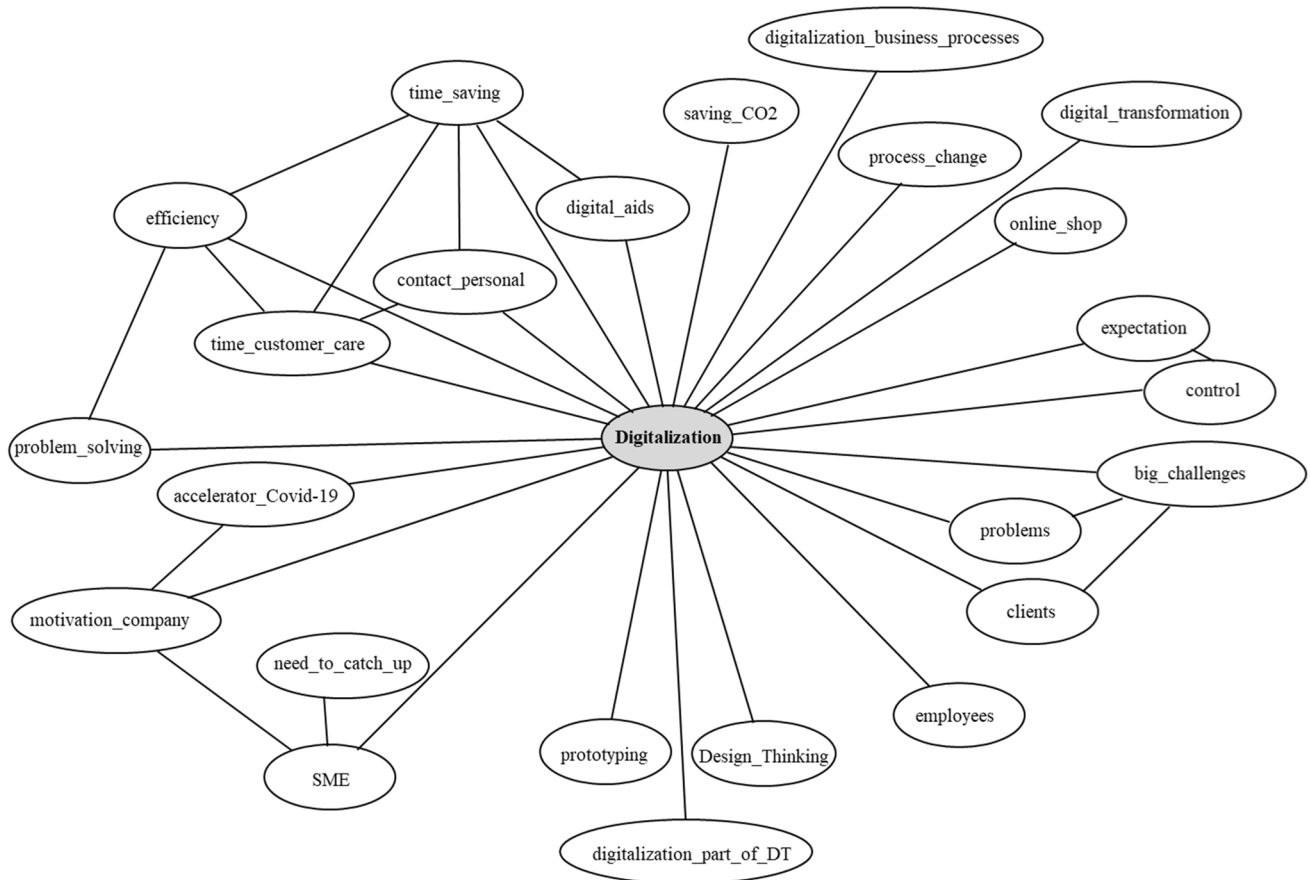 digitalization_business_processes
time_saving
saving_CO2
digital_transformation
process_change
digital_aids
efficiency
online_shop
contact_personal
expectation
time_customer_care
control
Digitalization
problem_solving
big_challenges
accelerator_Covid-19
problems
clients
motivation_company
need_to_catch_up
employees
prototyping
Design_Thinking
SME
digitalization_part_of_DT